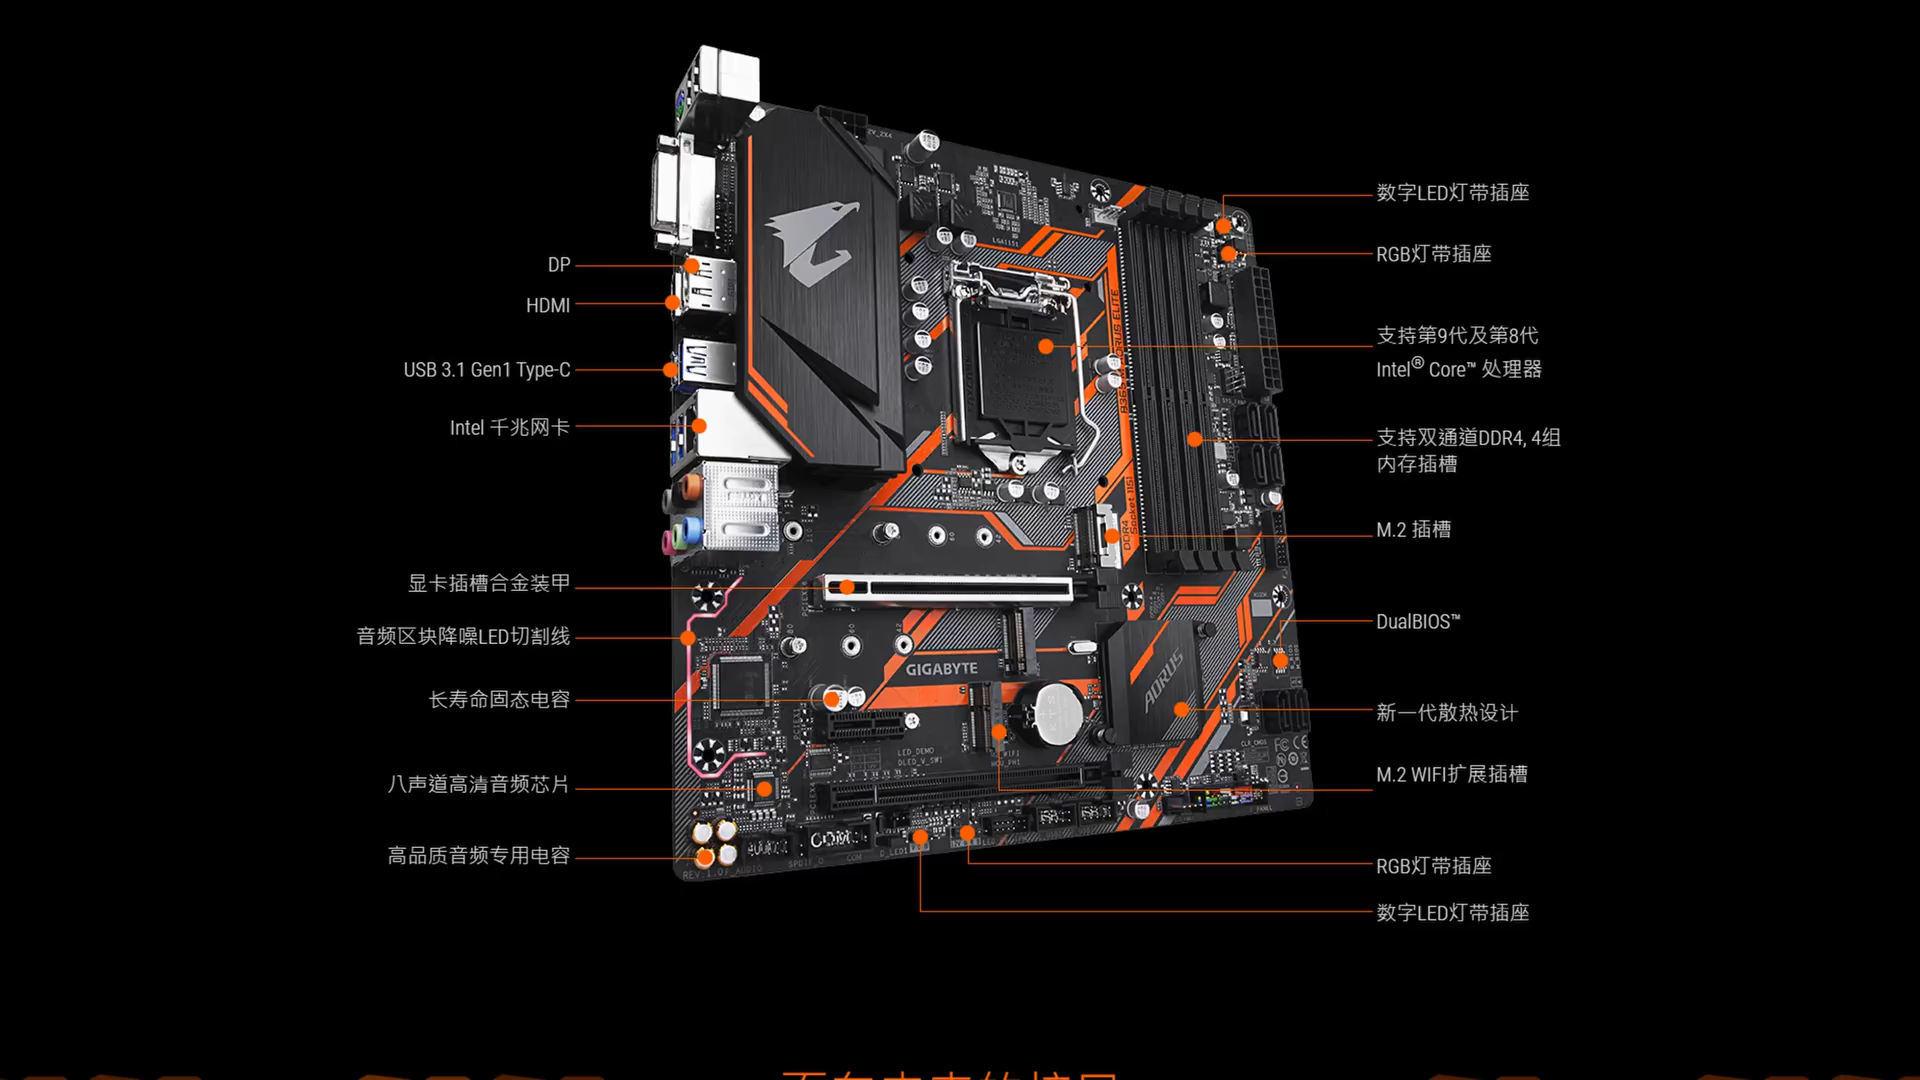 数字LED灯带插座
RGB灯带插座
DP
HDMI
支持第9代及第8代
Intel® Core™ 处理器
USB 3.1 Gen1 Type-C
Intel 千兆网卡
支持双通道DDR4, 4组
内存插槽
M.2 插槽
显卡插槽合金装甲
音频区块降噪LED切割线
DualBIOS™
长寿命固态电容
新一代散热设计
八声道高清音频芯片
M.2 WIFI扩展插槽
高品质音频专用电容
RGB灯带插座
数字LED灯带插座
LGA1151
DDR4
Socket 1151
GIGABYTE
AORUS
LED_DEMO
DLED_V_SW1
COM